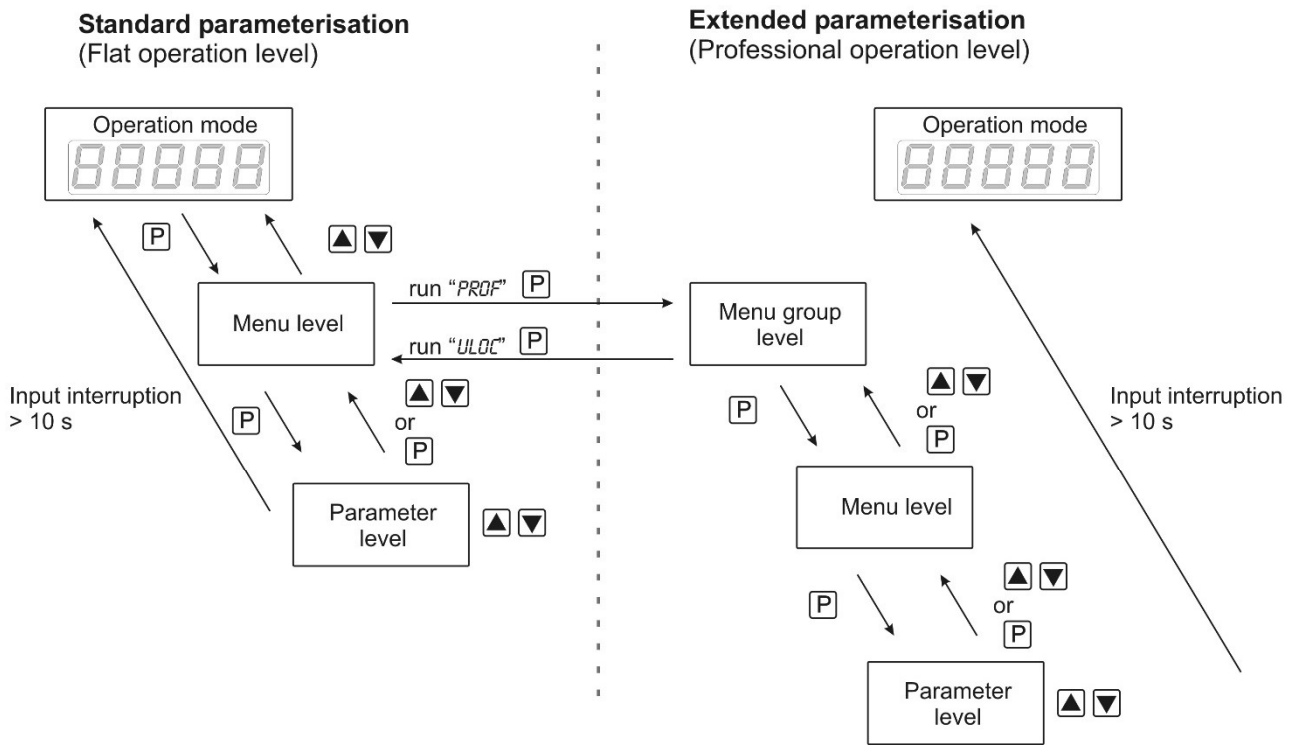 Standard parameterisation
(Flat operation level)
Extended parameterisation
(Professional operation level)
Operation mode
88888
P
▲ ▼
Menu level
run “PROF” P
run “ULOC” P
Input interruption
> 10 s
P
▲ ▼
or
P
Parameter
level
▲ ▼
Operation mode
88888
Menu group
level
P
▲ ▼
or
P
Input interruption
> 10 s
Menu level
P
▲ ▼
or
P
Parameter
level
▲ ▼